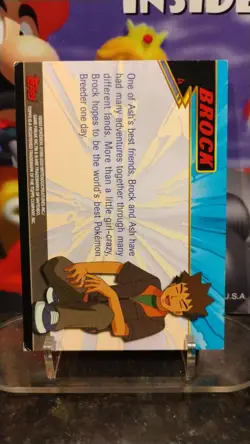 INSIDE
BROCK
One of Ash's best friends, Brock and Ash have
had many adventures together through many
different lands. More than a little girl-crazy,
Brock hopes to be the world's best Pokémon
Breeder one day.
Topps
U.S.A.